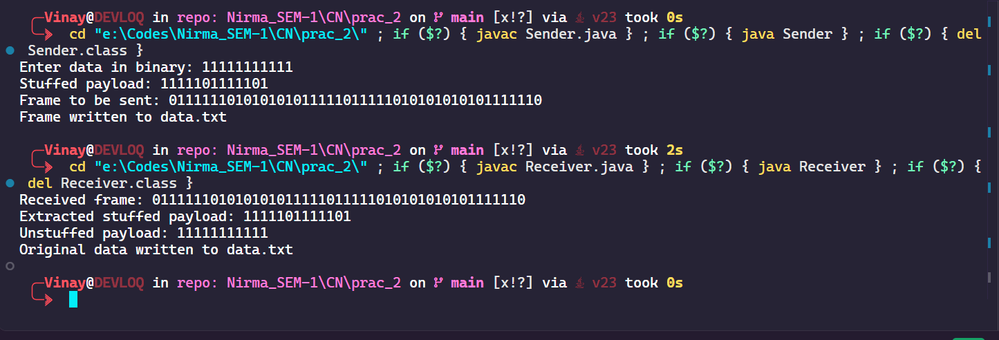 Vinay@DEVLOQ in repo: Nirma_SEM-1\CN\prac_2 on main [x!?] via v23 took 0s
cd "e:\Codes\Nirma_SEM-1\CN\prac_2\" ; if ($?) { javac Sender.java } ; if ($?) { java Sender } ; if ($?) { del
Sender.class }
Enter data in binary: 11111111111
Stuffed payload: 1111101111101
Frame to be sent: 011111101010101011111011111010101010101111110
Frame written to data.txt
Vinay@DEVLOQ in repo: Nirma_SEM-1\CN\prac_2 on main [x!?] via v23 took 2s
cd "e:\Codes\Nirma_SEM-1\CN\prac_2\" ; if ($?) { javac Receiver.java } ; if ($?) { java Receiver } ; if ($?) {
del Receiver.class }
Received frame: 011111101010101011111011111010101010101111110
Extracted stuffed payload: 1111101111101
Unstuffed payload: 11111111111
Original data written to data.txt
Vinay@DEVLOQ in repo: Nirma_SEM-1\CN\prac_2 on main [x!?] via v23 took 0s